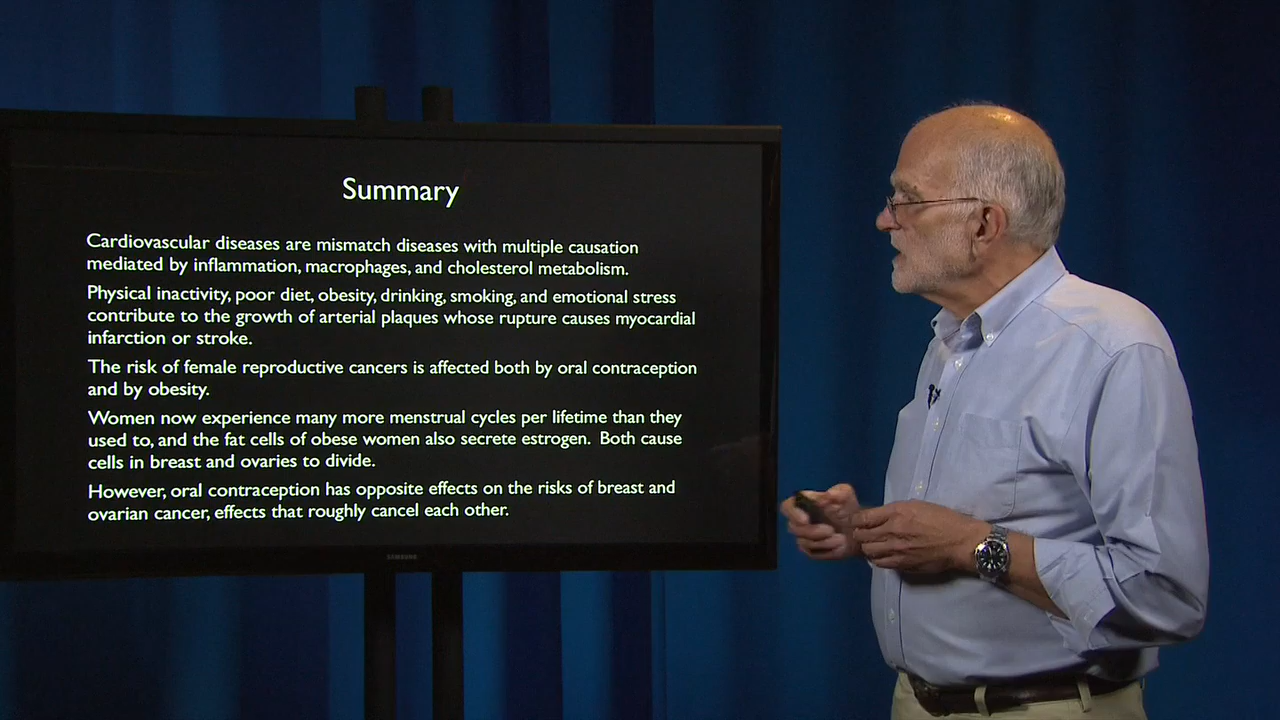 Summary
Cardiovascular diseases are mismatch diseases with multiple causation
mediated by inflammation, macrophages, and cholesterol metabolism.
Physical inactivity, poor diet, obesity, drinking, smoking, and emotional stress
contribute to the growth of arterial plaques whose rupture causes myocardial
infarction or stroke.
The risk of female reproductive cancers is affected both by oral contraception
and by obesity.
Women now experience many more menstrual cycles per lifetime than they
used to, and the fat cells of obese women also secrete estrogen. Both cause
cells in breast and ovaries to divide.
However, oral contraception has opposite effects on the risks of breast and
ovarian cancer, effects that roughly cancel each other.
SAMSUNG